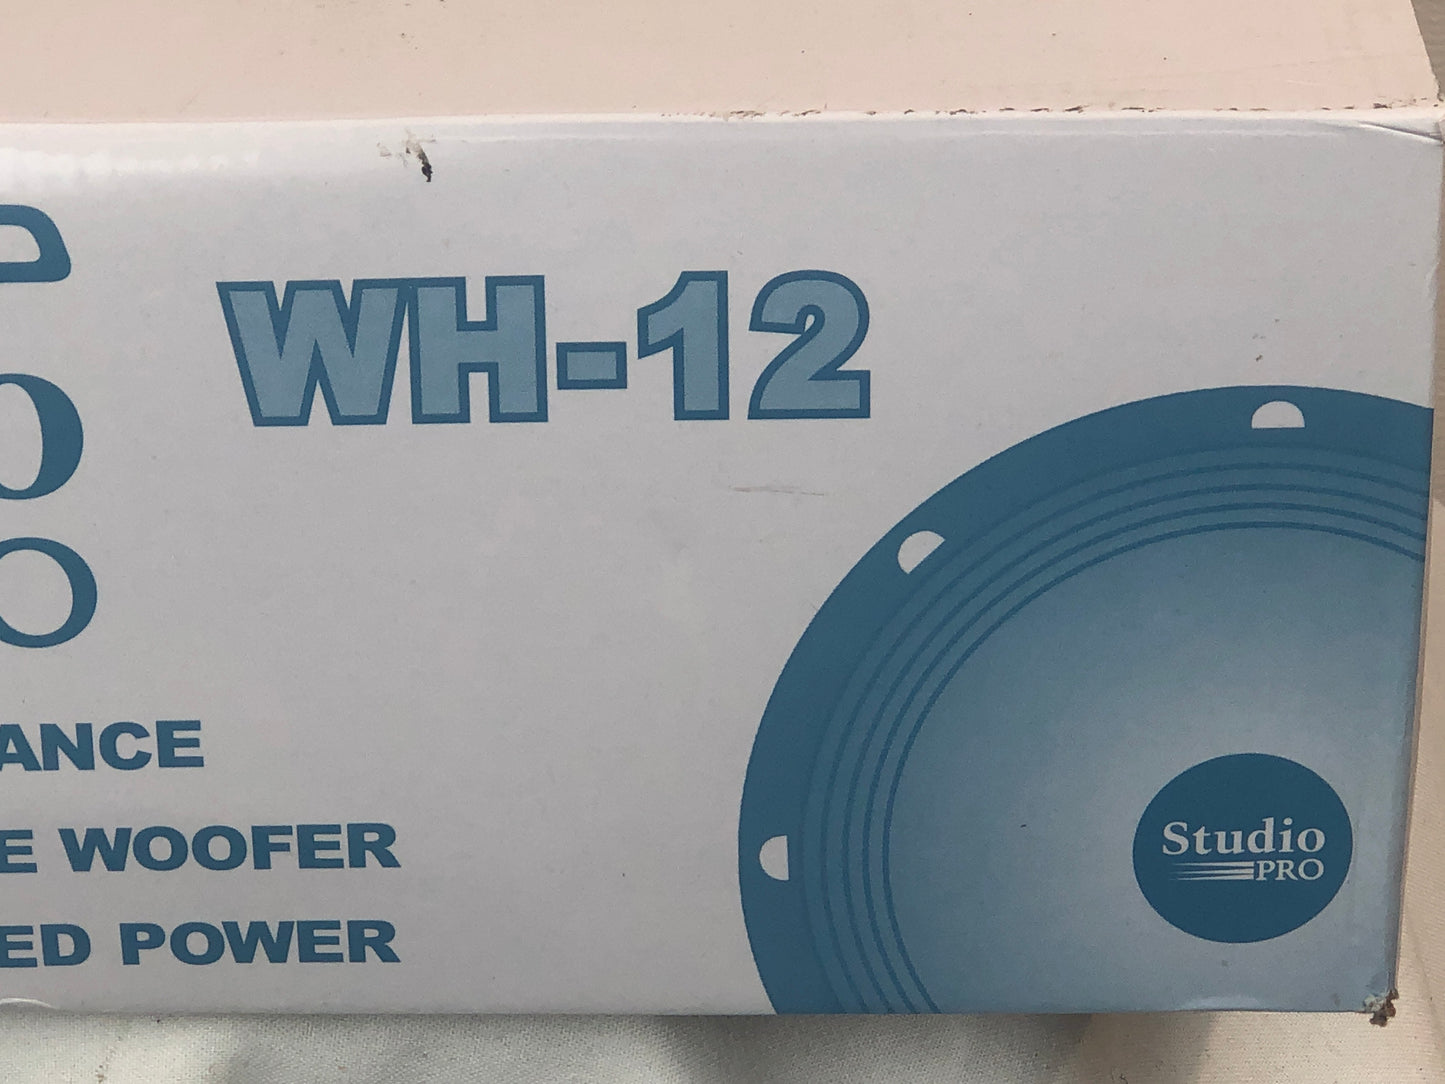 WH-12
O
ANCE
E WOOFER
ED POWER
Studio
PRO